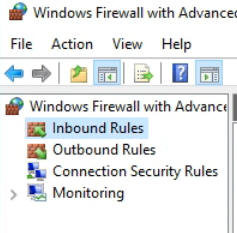 Windows Firewall with Advanced
File Action View Help
Windows Firewall with Advance
Inbound Rules
Outbound Rules
Connection Security Rules
Monitoring